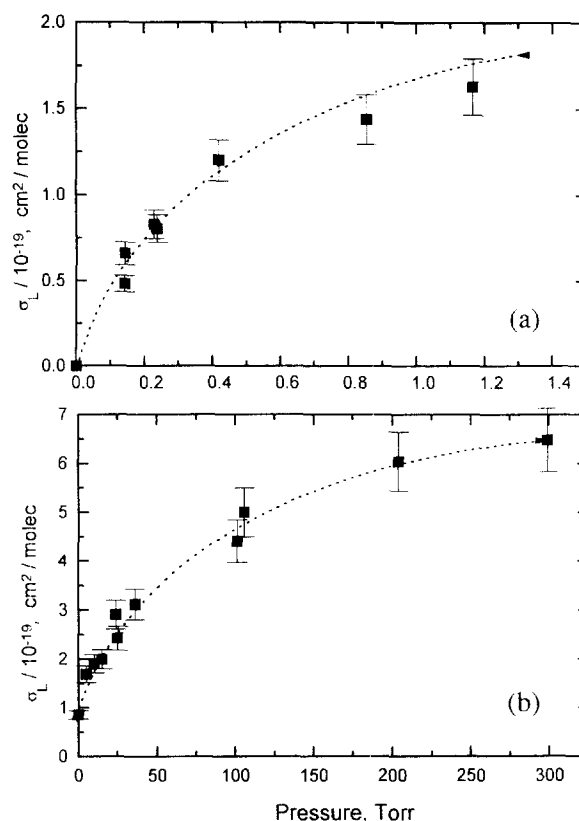 2.0
1.5
1.0
0.5
0.0
σL / 10-19, cm2 / molec
(a)
0.0 0.2 0.4 0.6 0.8 1.0 1.2 1.4
7
6
5
4
3
2
1
0
σL / 10-19, cm2 / molec
(b)
0 50 100 150 200 250 300
Pressure, Torr